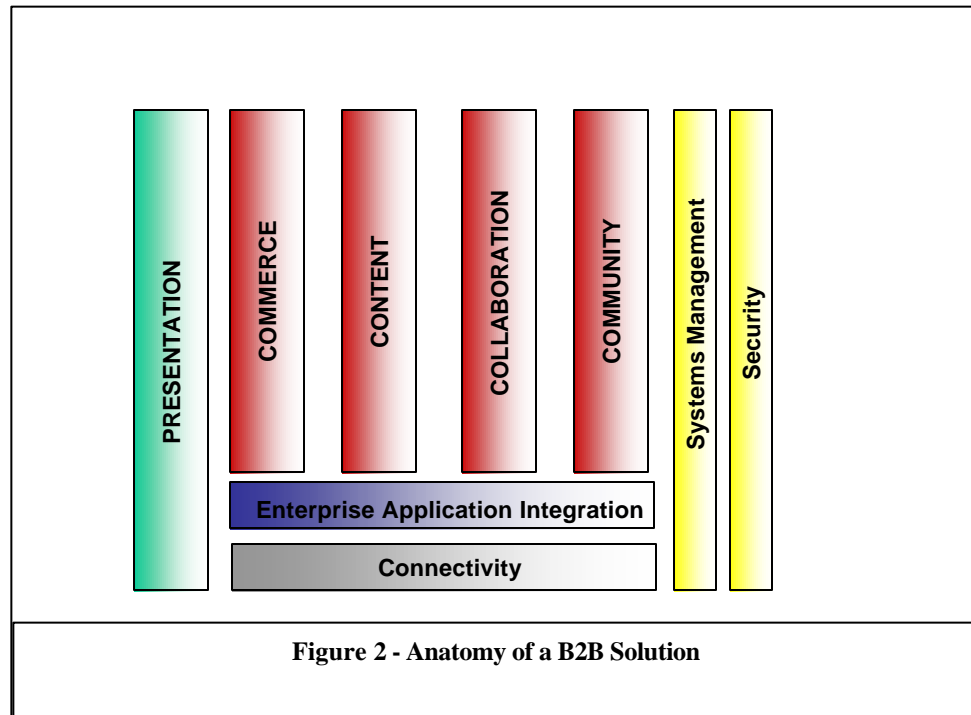 PRESENTATION
COMMERCE
CONTENT
COLLABORATION
COMMUNITY
Systems Management
Security
Enterprise Application Integration
Connectivity
Figure 2 - Anatomy of a B2B Solution